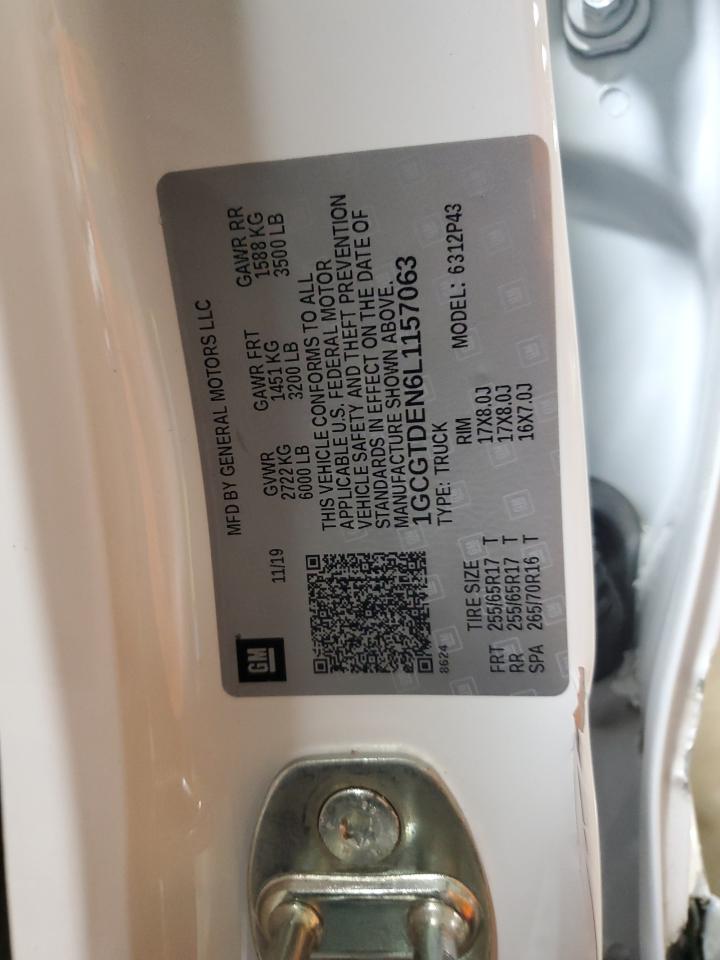 MFD BY GENERAL MOTORS LLC
GM
11/19
GVWR GAWR FRT GAWR RR
2722 KG 1451 KG 1588 KG
6000 LB 3200 LB 3500 LB
THIS VEHICLE CONFORMS TO ALL
APPLICABLE U.S. FEDERAL MOTOR
VEHICLE SAFETY AND THEFT PREVENTION
STANDARDS IN EFFECT ON THE DATE OF
MANUFACTURE SHOWN ABOVE.
1GCGTDEN6L1157063
8624
TYPE: TRUCK MODEL: 6312P43
TIRE SIZE RIM
FRT 255/65R17 T 17X8.0J
RR 255/65R17 T 17X8.0J
SPA 265/70R16 T 16X7.0J